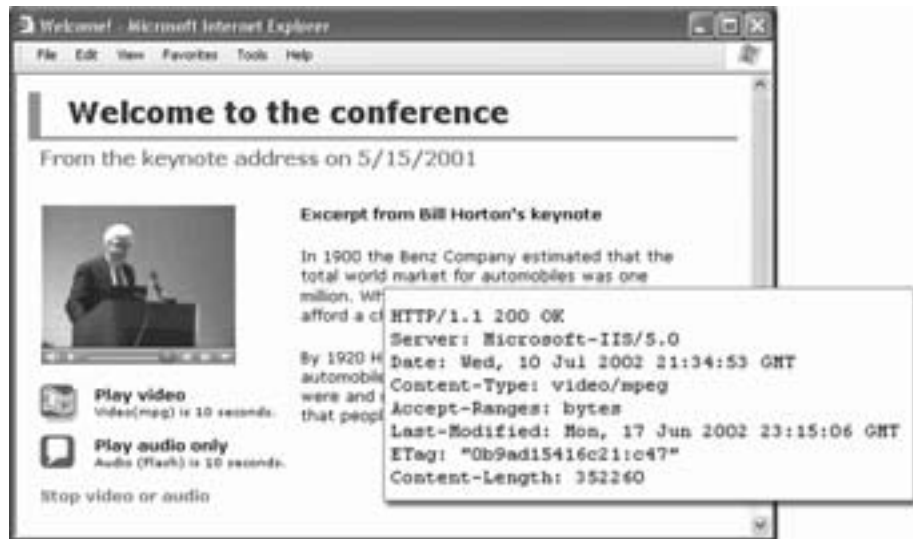 Welcome! - Microsoft Internet Explorer
File Edit View Favorites Tools Help
Welcome to the conference
From the keynote address on 5/15/2001
Excerpt from Bill Horton's keynote
In 1900 the Benz Company estimated that the
total world market for automobiles was one
million. Wh
afford a c
By 1920 H
automobile
were and
that peopl
Play video
Video(mpg) is 10 seconds.
Play audio only
Audio (Flash) is 10 seconds.
Stop video or audio
HTTP/1.1 200 OK
Server: Microsoft-IIS/5.0
Date: Wed, 10 Jul 2002 21:34:53 GMT
Content-Type: video/mpeg
Accept-Ranges: bytes
Last-Modified: Mon, 17 Jun 2002 23:15:06 GMT
ETag: "0b9ad15416c21:c47"
Content-Length: 352260